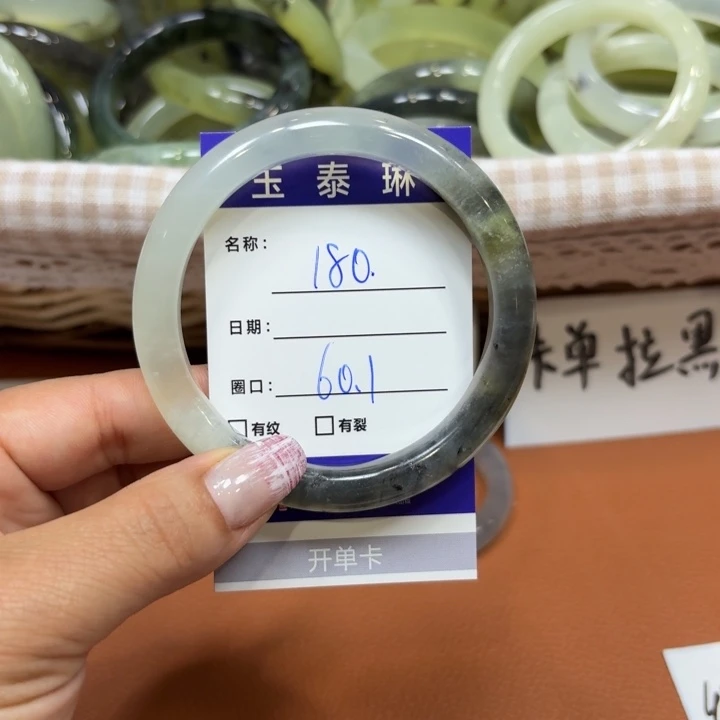 玉泰琳
名称: 180.
日期:
圈口: 60.1
有纹 有裂
开单卡
单拉黑